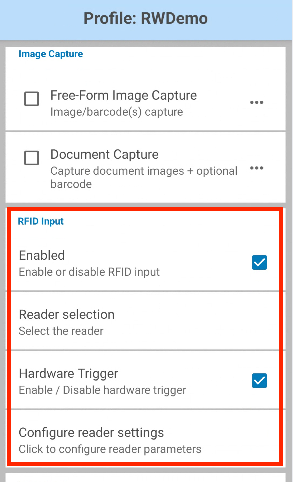 Profile: RWDemo
Image Capture
Free-Form Image Capture
Image/barcode(s) capture
Document Capture
Capture document images + optional
barcode
RFID Input
Enabled
Enable or disable RFID input
Reader selection
Select the reader
Hardware Trigger
Enable / Disable hardware trigger
Configure reader settings
Click to configure reader parameters